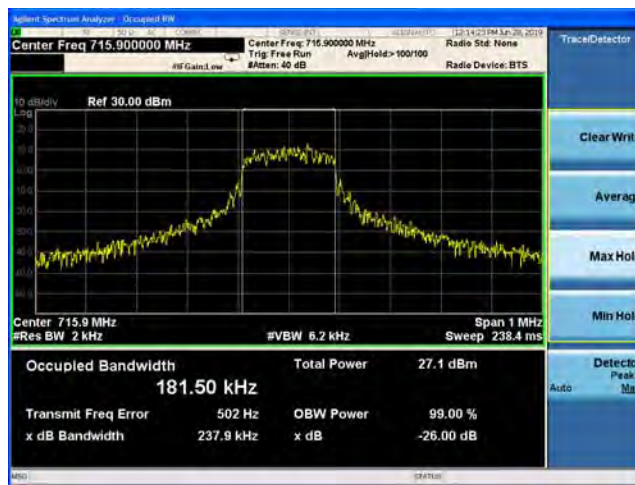 Agilent Spectrum Analyzer - Occupied BW
Center Freq 715.900000 MHz
Center Freq: 715.900000 MHz
12:14:23 PM Jun 28, 2019
Radio Std: None
Trace/Detector
Trig: Free Run
Avg|Hold:>100/100
#IFGain:Low
#Atten: 40 dB
Radio Device: BTS
10 dB/div
Ref 30.00 dBm
Log
Clear Writ
Averag
Max Hol
Min Hol
Center 715.9 MHz
Span 1 MHz
#Res BW 2 kHz
#VBW 6.2 kHz
Sweep 238.4 ms
Occupied Bandwidth
Total Power
27.1 dBm
181.50 kHz
Detecto
Peak
Auto
Ma
Transmit Freq Error
502 Hz
OBW Power
99.00 %
x dB Bandwidth
237.9 kHz
x dB
-26.00 dB
MSG
STATUS